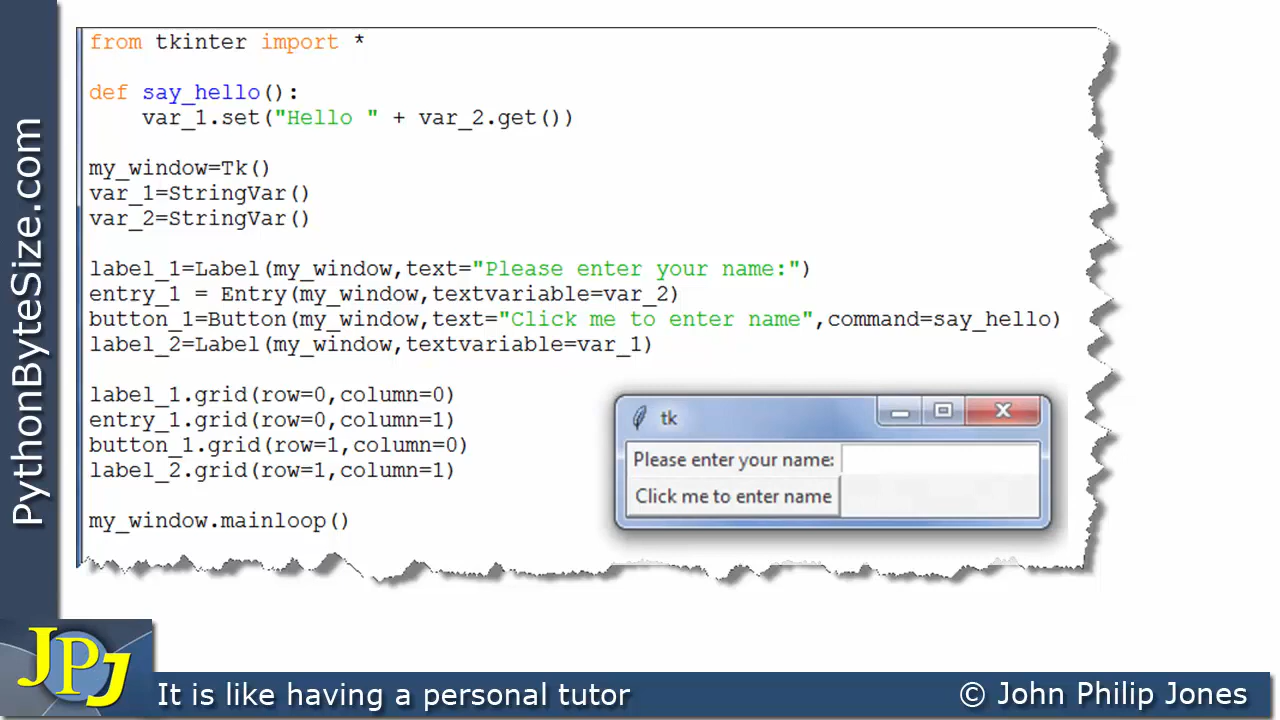 PythonByteSize.com
from tkinter import *
def say_hello():
    var_1.set("Hello " + var_2.get())
my_window=Tk()
var_1=StringVar()
var_2=StringVar()
label_1=Label(my_window,text="Please enter your name:")
entry_1 = Entry(my_window,textvariable=var_2)
button_1=Button(my_window,text="Click me to enter name",command=say_hello)
label_2=Label(my_window,textvariable=var_1)
label_1.grid(row=0,column=0)
entry_1.grid(row=0,column=1)
button_1.grid(row=1,column=0)
label_2.grid(row=1,column=1)
my_window.mainloop()
tk
Please enter your name:
Click me to enter name
JPJ
It is like having a personal tutor
© John Philip Jones